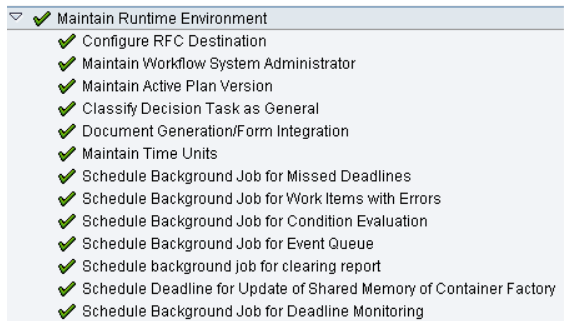 Maintain Runtime Environment
Configure RFC Destination
Maintain Workflow System Administrator
Maintain Active Plan Version
Classify Decision Task as General
Document Generation/Form Integration
Maintain Time Units
Schedule Background Job for Missed Deadlines
Schedule Background Job for Work Items with Errors
Schedule Background Job for Condition Evaluation
Schedule Background Job for Event Queue
Schedule background job for clearing report
Schedule Deadline for Update of Shared Memory of Container Factory
Schedule Background Job for Deadline Monitoring